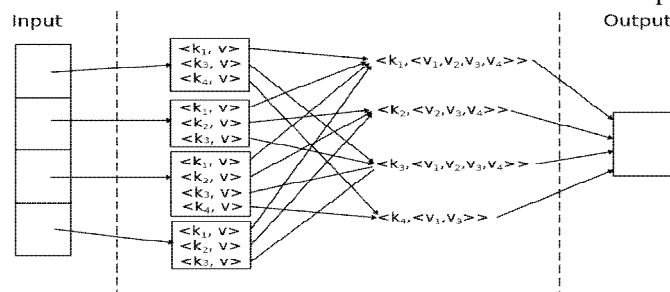 Input
Output
<k₁, v>
<k₃, v>
<k₄, v>
<k₁, v>
<k₂, v>
<k₃, v>
<k₁, v>
<k₂, v>
<k₃, v>
<k₄, v>
<k₁, v>
<k₂, v>
<k₃, v>
<k₁,<v₁,v₂,v₃,v₄>>
<k₂,<v₂,v₃,v₄>>
<k₃,<v₁,v₂,v₃,v₄>>
<k₄,<v₁,v₃>>